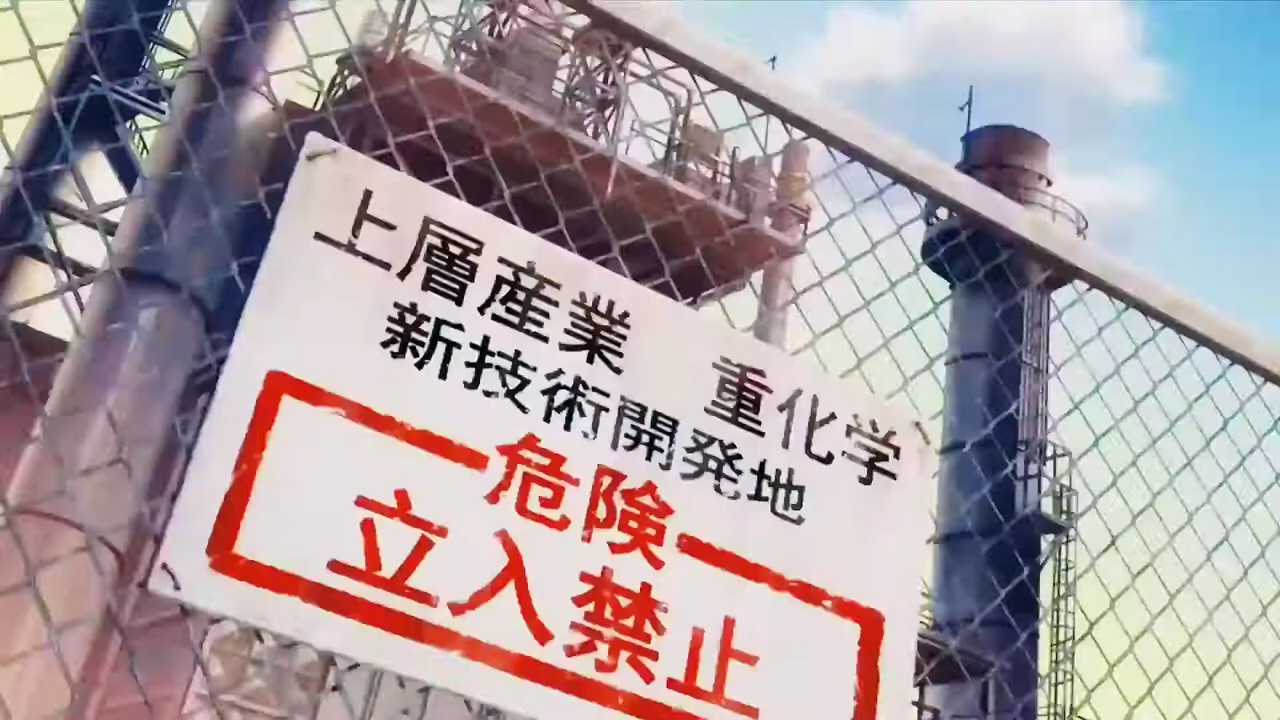 上層産業　重化学
新技術開発地
危険
立入禁止